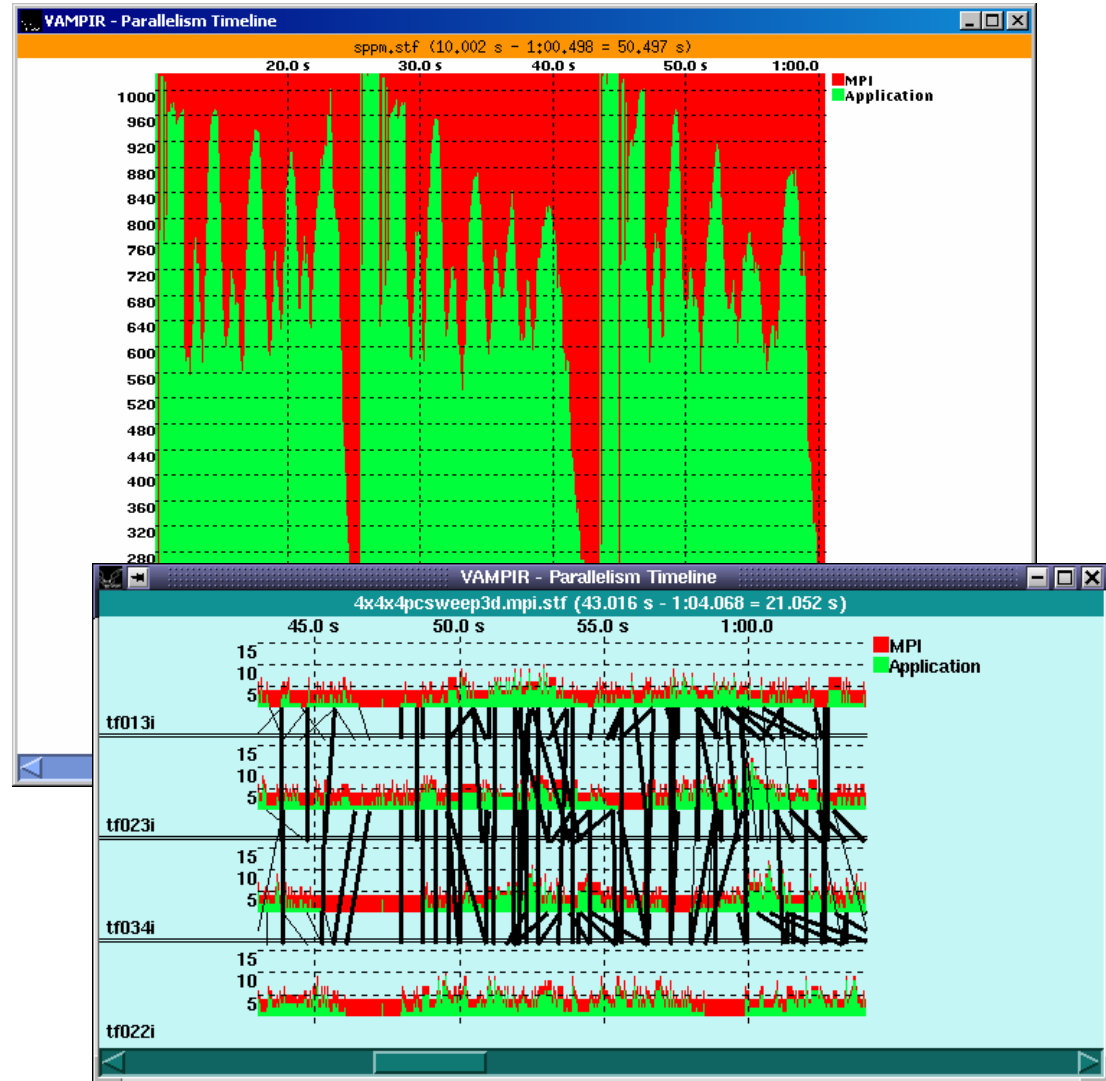 VAMPIR - Parallelism Timeline
sppm.stf (10.002 s - 1:00.498 = 50.497 s)
20.0 s 30.0 s 40.0 s 50.0 s 1:00.0
MPI
Application
1000
960
920
880
840
800
760
720
680
640
600
560
520
480
440
400
360
320
280
VAMPIR - Parallelism Timeline
4x4x4pcsweep3d.mpi.stf (43.016 s - 1:04.068 = 21.052 s)
45.0 s 50.0 s 55.0 s 1:00.0
MPI
Application
15
10
5
tf013i
15
10
5
tf023i
15
10
5
tf034i
15
10
5
tf022i